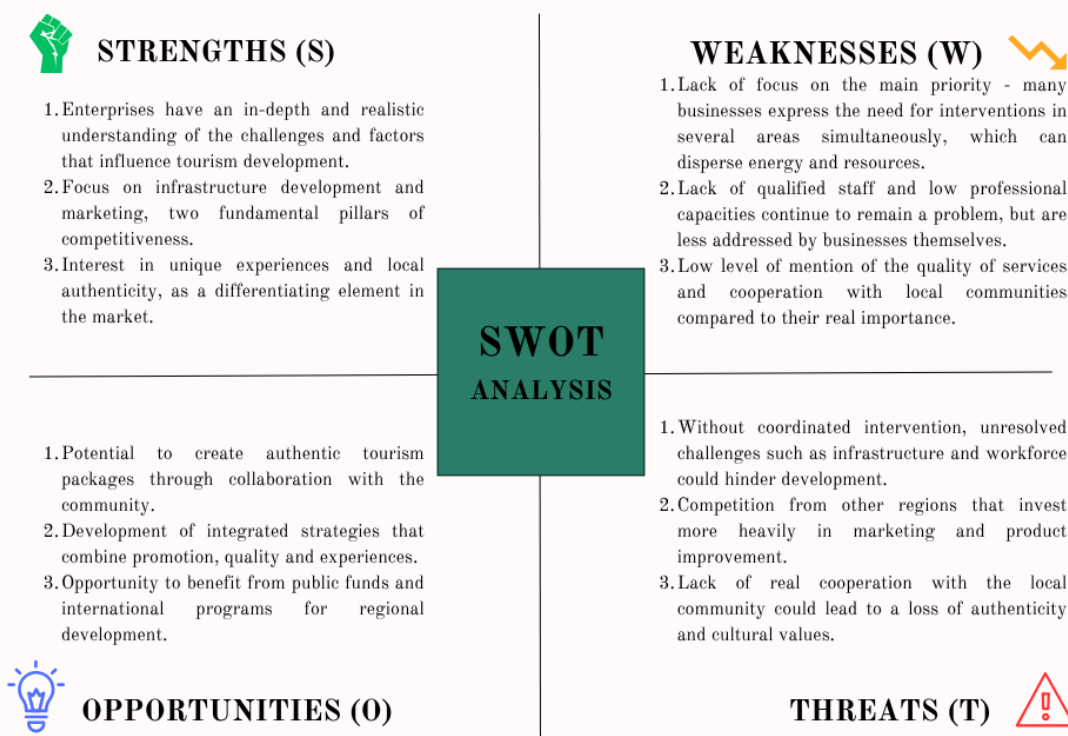 STRENGTHS (S)
1. Enterprises have an in-depth and realistic
understanding of the challenges and factors
that influence tourism development.
2. Focus on infrastructure development and
marketing, two fundamental pillars of
competitiveness.
3. Interest in unique experiences and local
authenticity, as a differentiating element in
the market.
WEAKNESSES (W)
1. Lack of focus on the main priority - many
businesses express the need for interventions in
several areas simultaneously, which can
disperse energy and resources.
2. Lack of qualified staff and low professional
capacities continue to remain a problem, but are
less addressed by businesses themselves.
3. Low level of mention of the quality of services
and cooperation with local communities
compared to their real importance.
SWOT
ANALYSIS
1. Potential to create authentic tourism
packages through collaboration with the
community.
2. Development of integrated strategies that
combine promotion, quality and experiences.
3. Opportunity to benefit from public funds and
international programs for regional
development.
OPPORTUNITIES (O)
1. Without coordinated intervention, unresolved
challenges such as infrastructure and workforce
could hinder development.
2. Competition from other regions that invest
more heavily in marketing and product
improvement.
3. Lack of real cooperation with the local
community could lead to a loss of authenticity
and cultural values.
THREATS (T)